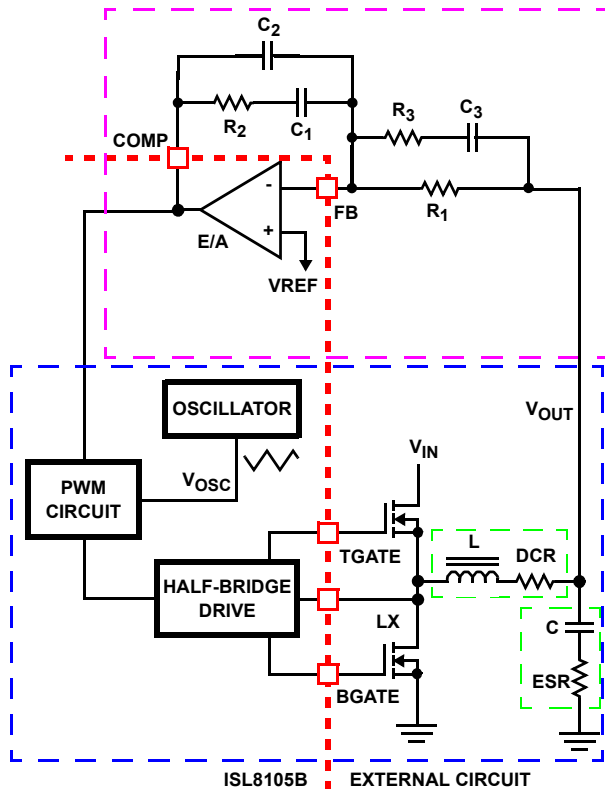 C2
R2
C1
R3
C3
COMP
R1
-
+
E/A
FB
VREF
OSCILLATOR
VOUT
VIN
VOSC
PWM
CIRCUIT
TGATE
L
DCR
HALF-BRIDGE
DRIVE
LX
C
ESR
BGATE
ISL8105B
EXTERNAL CIRCUIT